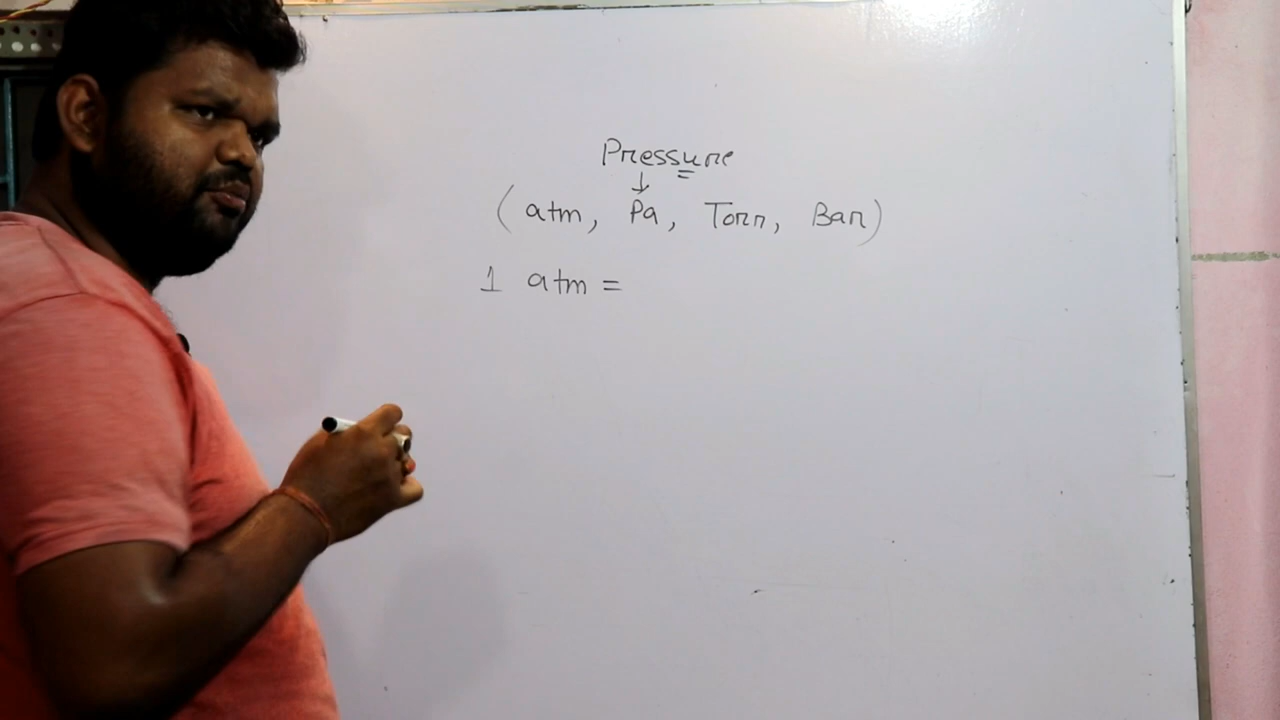 Pressure
(atm, Pa, Torr, Bar)
1 atm =